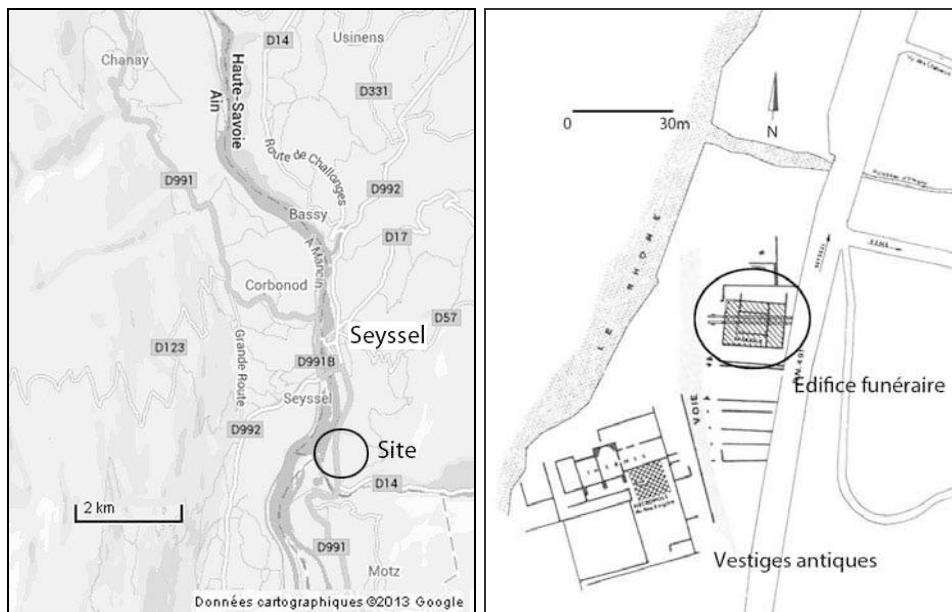 D14
Usinens
Chanay
D331
Haute-Savoie
Ain
Route de Challonges
D991
D992
Bassy
D17
A Mancin
Corbonod
D57
Seyssel
D123
D991B
Grande Route
Seyssel
D992
Site
D14
2 km
D991
Motz
Données cartographiques ©2013 Google
0 30m
N
LE RHONE
Edifice funéraire
VOIE
THERMES
Vestiges antiques